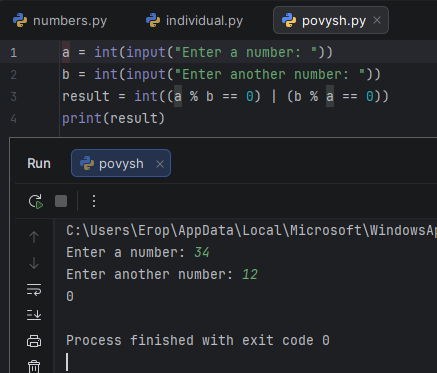 numbers.py individual.py povysh.py
1 a = int(input("Enter a number: "))
2 b = int(input("Enter another number: "))
3 result = int((a % b == 0) | (b % a == 0))
4 print(result)
Run povysh
C:\Users\Erop\AppData\Local\Microsoft\WindowsAp
Enter a number: 34
Enter another number: 12
0
Process finished with exit code 0